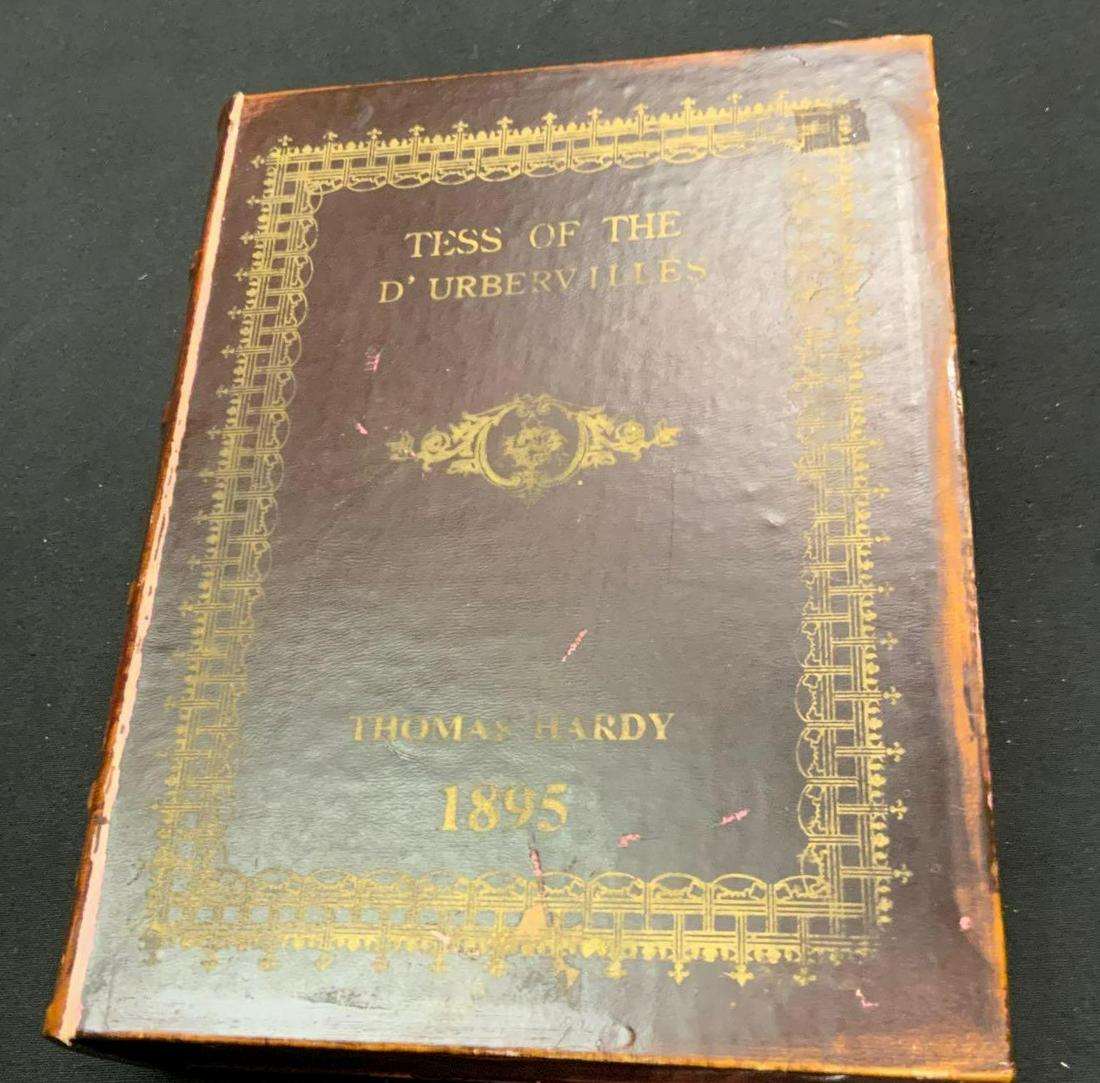 TESS OF THE
D' URBERVILLES
THOMAS HARDY
1895